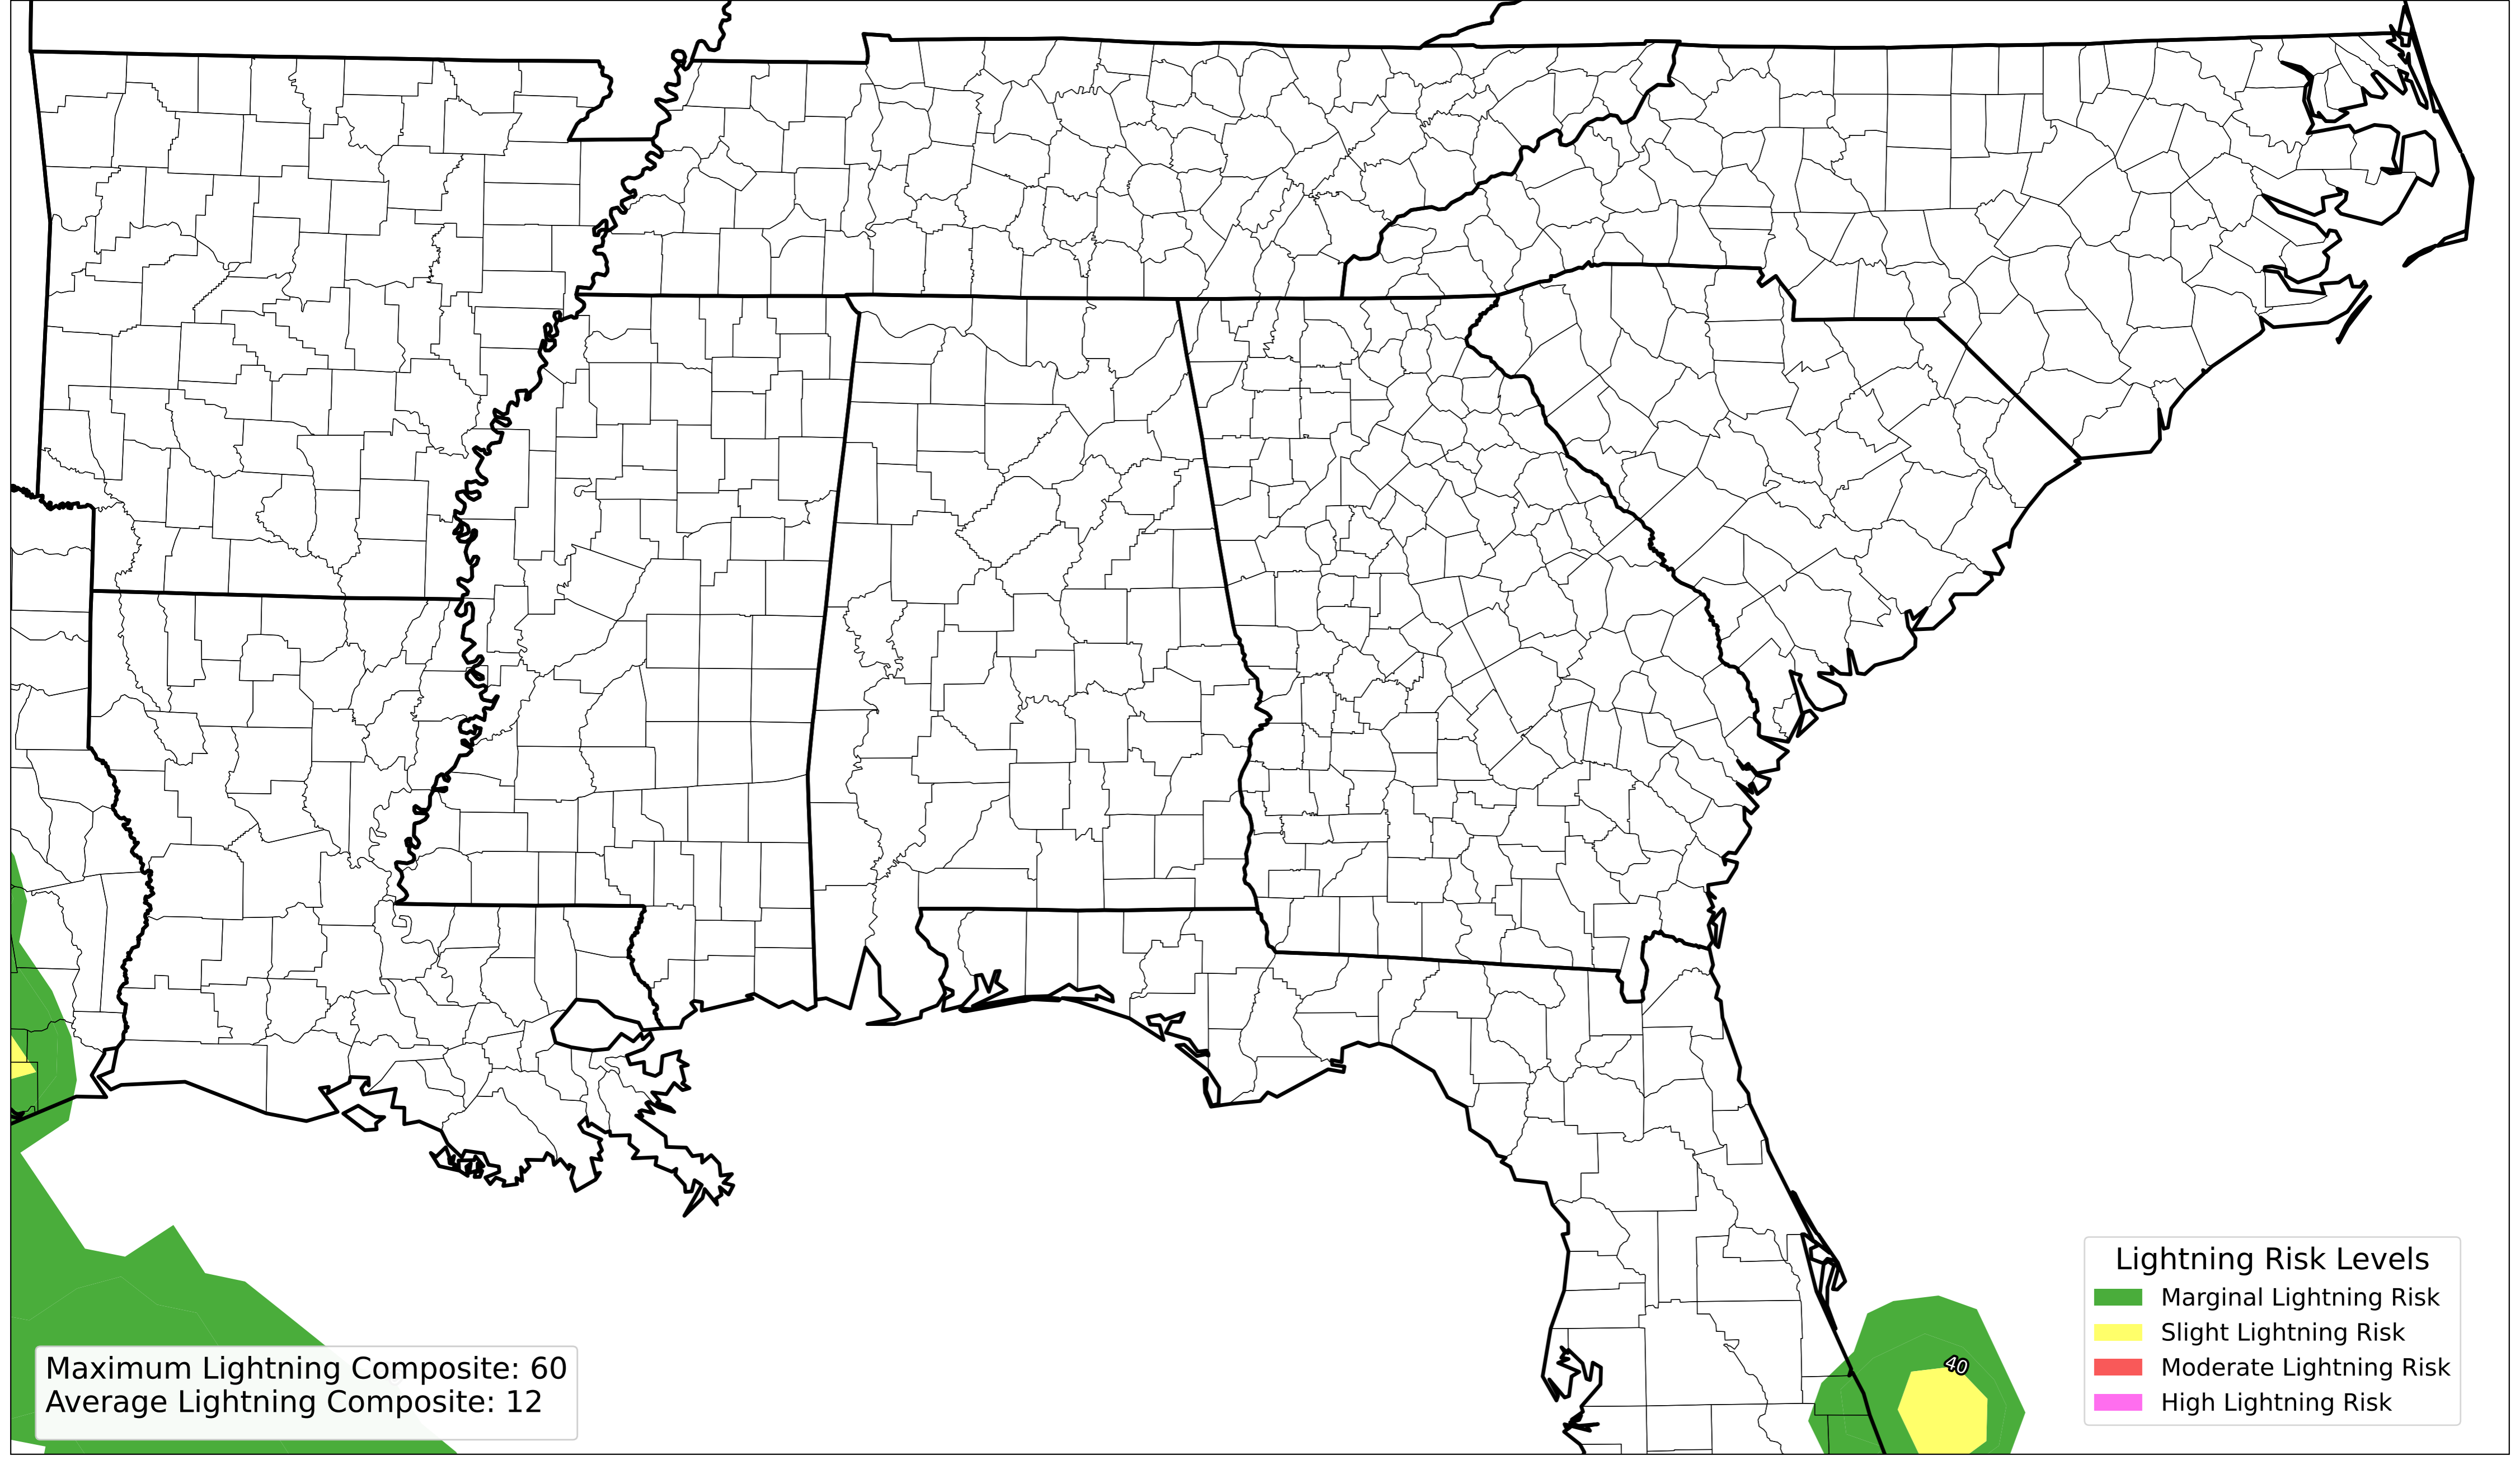 Lightning Risk Levels
Marginal Lightning Risk
Slight Lightning Risk
Moderate Lightning Risk
High Lightning Risk
40
Maximum Lightning Composite: 60
Average Lightning Composite: 12